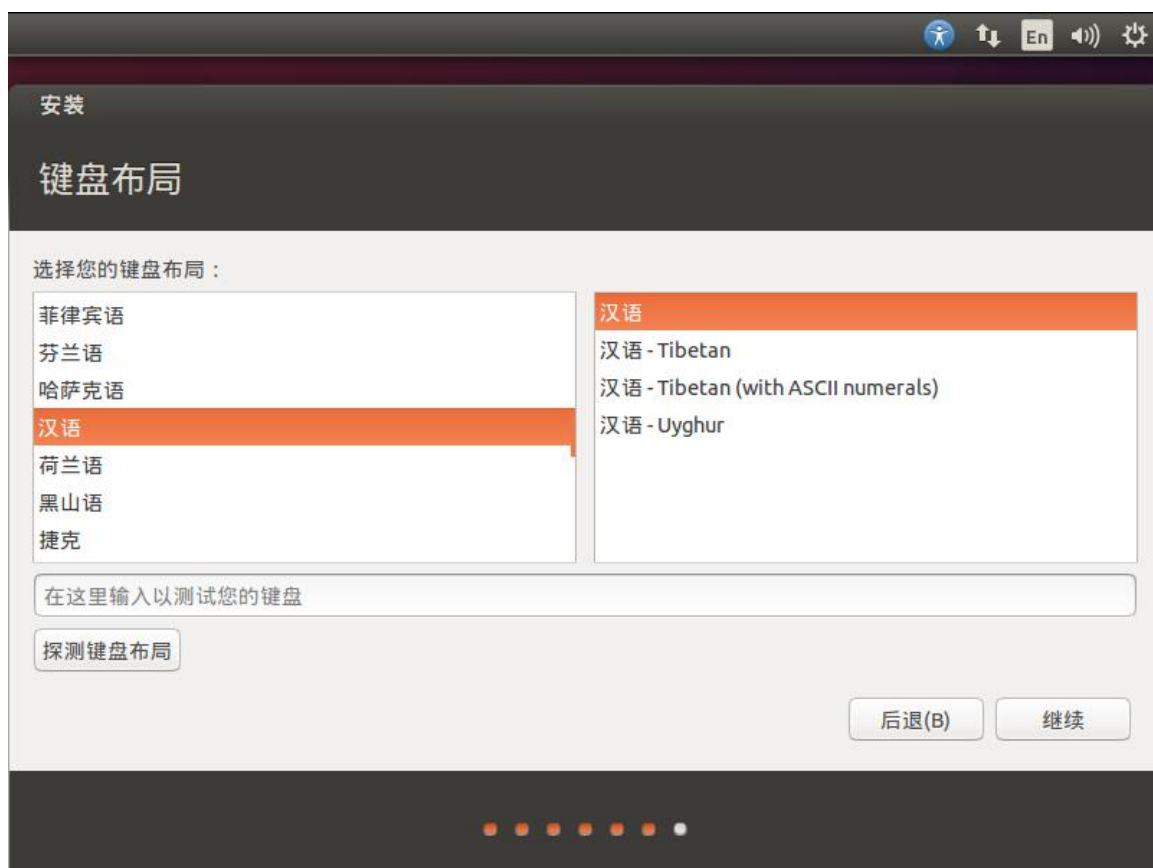 En
安装
键盘布局
选择您的键盘布局：
菲律宾语
芬兰语
哈萨克语
汉语
荷兰语
黑山语
捷克
汉语
汉语 - Tibetan
汉语 - Tibetan (with ASCII numerals)
汉语 - Uyghur
在这里输入以测试您的键盘
探测键盘布局
后退(B)
继续